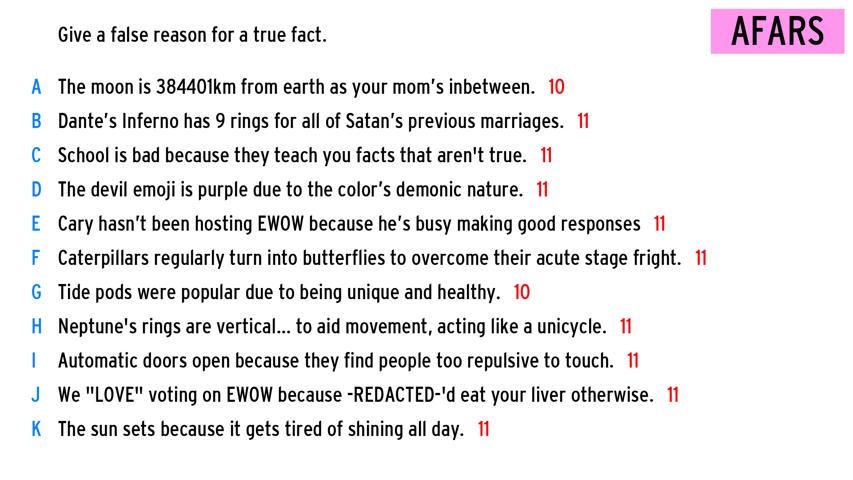 Give a false reason for a true fact.
AFARS
A The moon is 384401km from earth as your mom's inbetween. 10
B Dante's Inferno has 9 rings for all of Satan's previous marriages. 11
C School is bad because they teach you facts that aren't true. 11
D The devil emoji is purple due to the color's demonic nature. 11
E Cary hasn't been hosting EWOW because he's busy making good responses 11
F Caterpillars regularly turn into butterflies to overcome their acute stage fright. 11
G Tide pods were popular due to being unique and healthy. 10
H Neptune's rings are vertical... to aid movement, acting like a unicycle. 11
I Automatic doors open because they find people too repulsive to touch. 11
J We "LOVE" voting on EWOW because -REDACTED-'d eat your liver otherwise. 11
K The sun sets because it gets tired of shining all day. 11